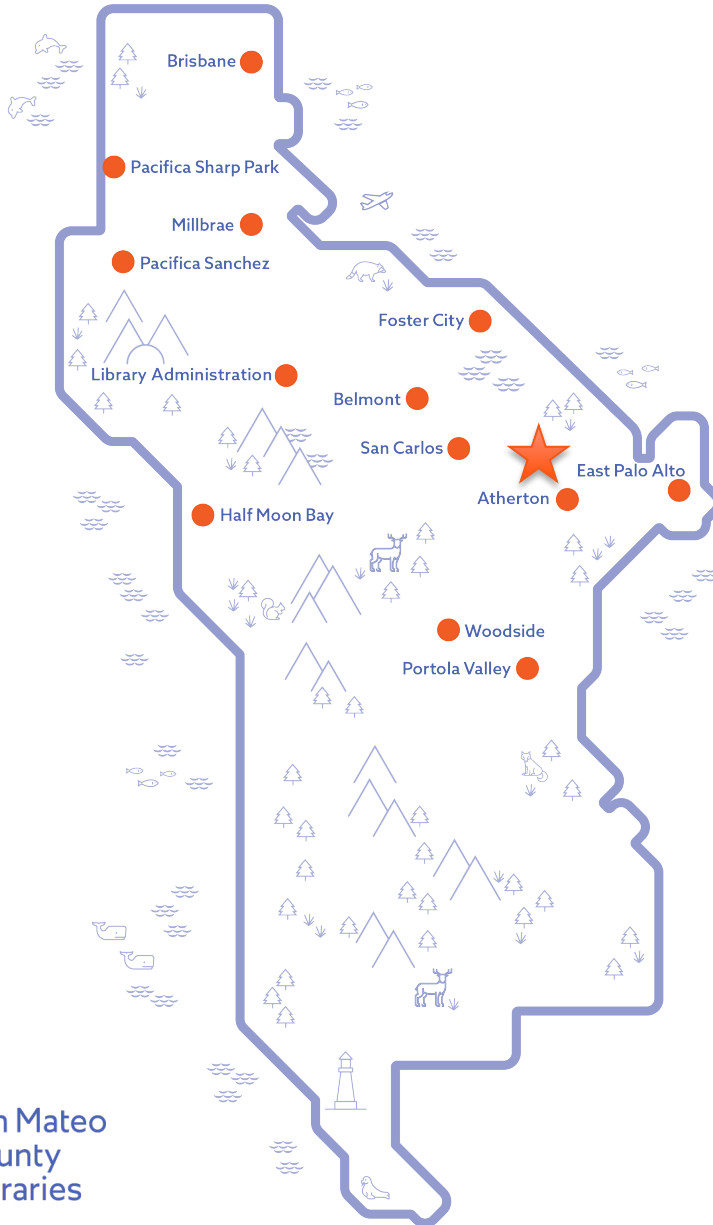 Brisbane
Pacifica Sharp Park
Millbrae
Pacifica Sanchez
Foster City
Library Administration
Belmont
San Carlos
East Palo Alto
Atherton
Half Moon Bay
Woodside
Portola Valley
n Mateo
unty
raries